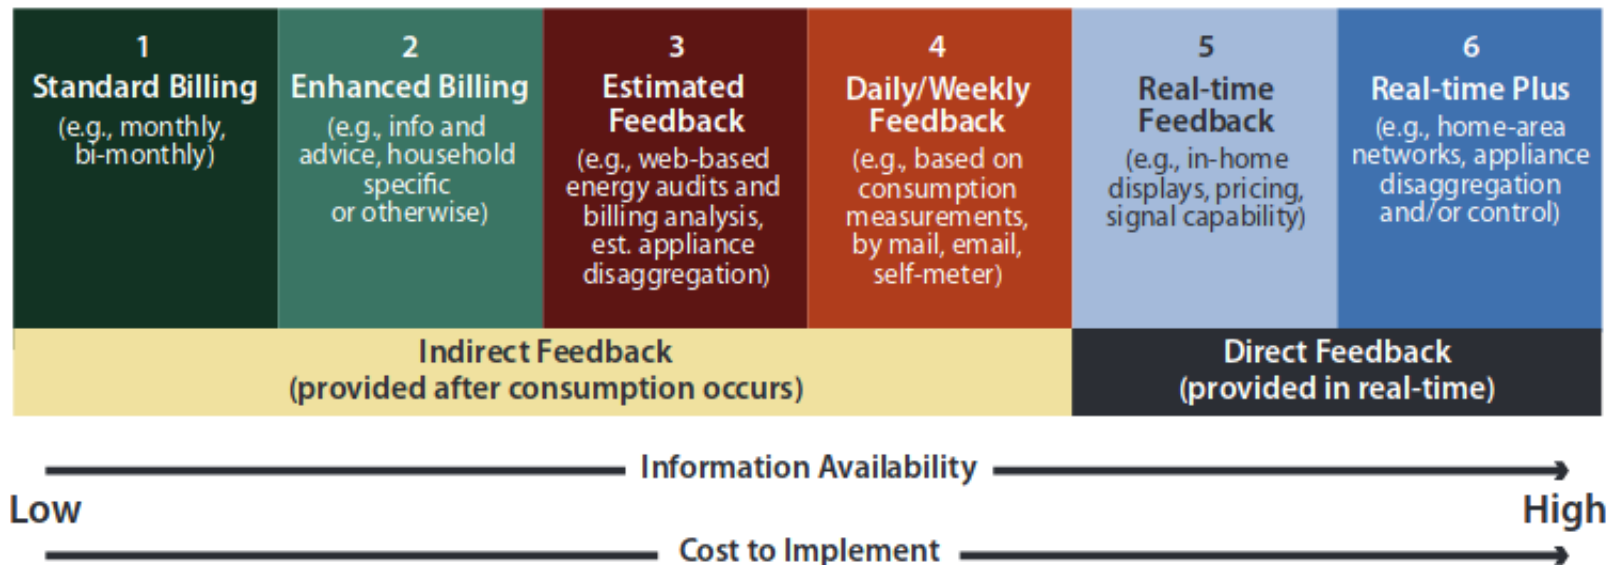 1
Standard Billing
(e.g., monthly,
bi-monthly)
2
Enhanced Billing
(e.g., info and
advice, household
specific
or otherwise)
3
Estimated
Feedback
(e.g., web-based
energy audits and
billing analysis,
est. appliance
disaggregation)
4
Daily/Weekly
Feedback
(e.g., based on
consumption
measurements,
by mail, email,
self-meter)
5
Real-time
Feedback
(e.g., in-home
displays, pricing,
signal capability)
6
Real-time Plus
(e.g., home-area
networks, appliance
disaggregation
and/or control)
Indirect Feedback
(provided after consumption occurs)
Direct Feedback
(provided in real-time)
Information Availability
Low
High
Cost to Implement